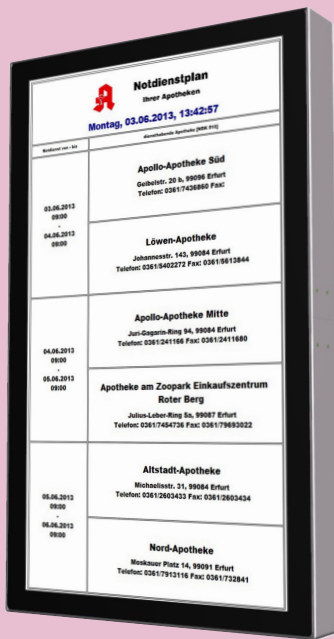 Notdienstplan
Ihrer Apotheken
Montag, 03.06.2013, 13:42:57
Notdienst von - bis
diensthabende Apotheke
03.06.2013
09:00
-
04.06.2013
09:00
Apollo-Apotheke Süd
Geibelstr. 20 b, 99096 Erfurt
Telefon: 0361/7436860 Fax:
Löwen-Apotheke
Johannesstr. 143, 99084 Erfurt
Telefon: 0361/5402272 Fax: 0361/5613844
04.06.2013
09:00
-
05.06.2013
09:00
Apollo-Apotheke Mitte
Juri-Gagarin-Ring 94, 99084 Erfurt
Telefon: 0361/241166 Fax: 0361/2411680
Apotheke am Zoopark Einkaufszentrum
Roter Berg
Julius-Leber-Ring 5a, 99087 Erfurt
Telefon: 0361/7454736 Fax: 0361/79693022
05.06.2013
09:00
-
06.06.2013
09:00
Altstadt-Apotheke
Michaelisstr. 31, 99084 Erfurt
Telefon: 0361/2603433 Fax: 0361/2603434
Nord-Apotheke
Moskauer Platz 14, 99091 Erfurt
Telefon: 0361/7913116 Fax: 0361/732841